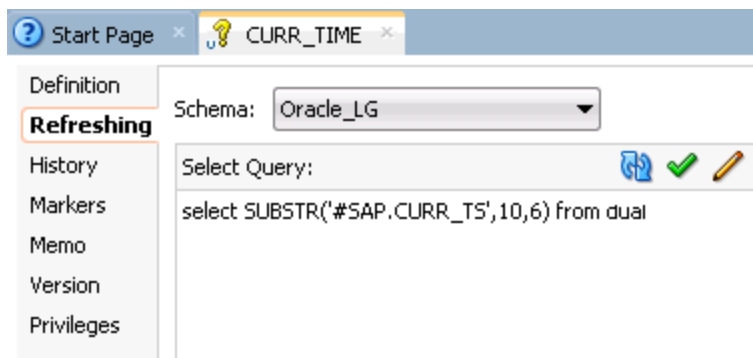 Start Page CURR_TIME
Definition
Schema: Oracle_LG
Refreshing
History
Select Query:
Markers
select SUBSTR('#SAP.CURR_TS',10,6) from dual
Memo
Version
Privileges